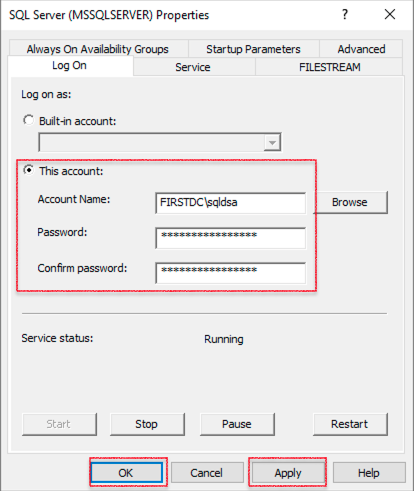 SQL Server (MSSQLSERVER) Properties ? ×
Always On Availability Groups Startup Parameters Advanced
Log On Service FILESTREAM
Log on as:
Built-in account:
This account:
Account Name: FIRSTDC\sqldsa Browse
Password: ****************
Confirm password: ****************
Service status: Running
Start Stop Pause Restart
OK Cancel Apply Help